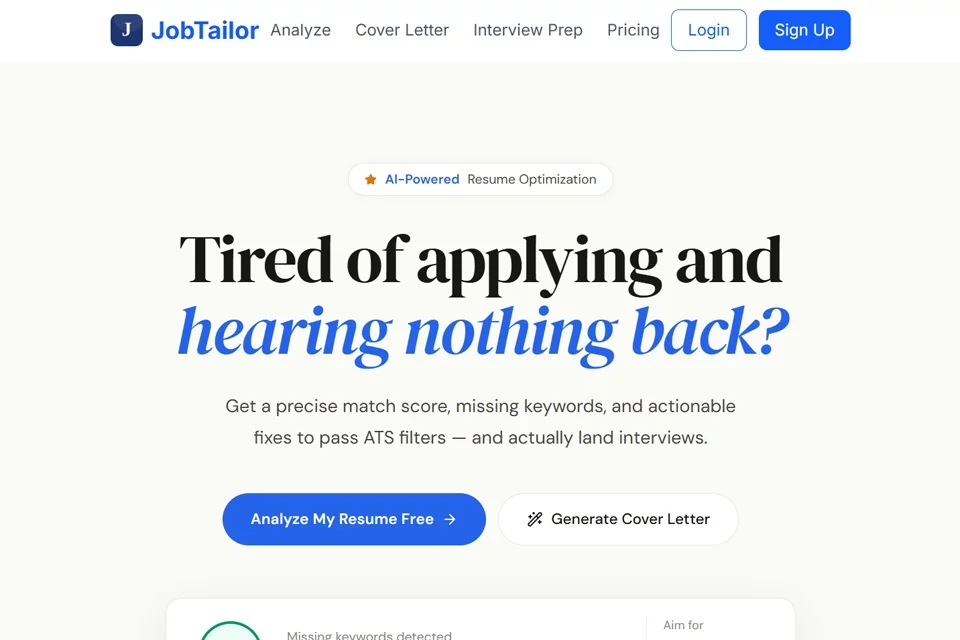 J JobTailor Analyze Cover Letter Interview Prep Pricing Login Sign Up
AI-Powered Resume Optimization
Tired of applying and
hearing nothing back?
Get a precise match score, missing keywords, and actionable
fixes to pass ATS filters — and actually land interviews.
Analyze My Resume Free → Generate Cover Letter
Aim for
Missing keywords detected